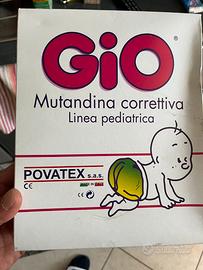 GiO®
Mutandina correttiva
Linea pediatrica
POVATEX s.a.s.
CE